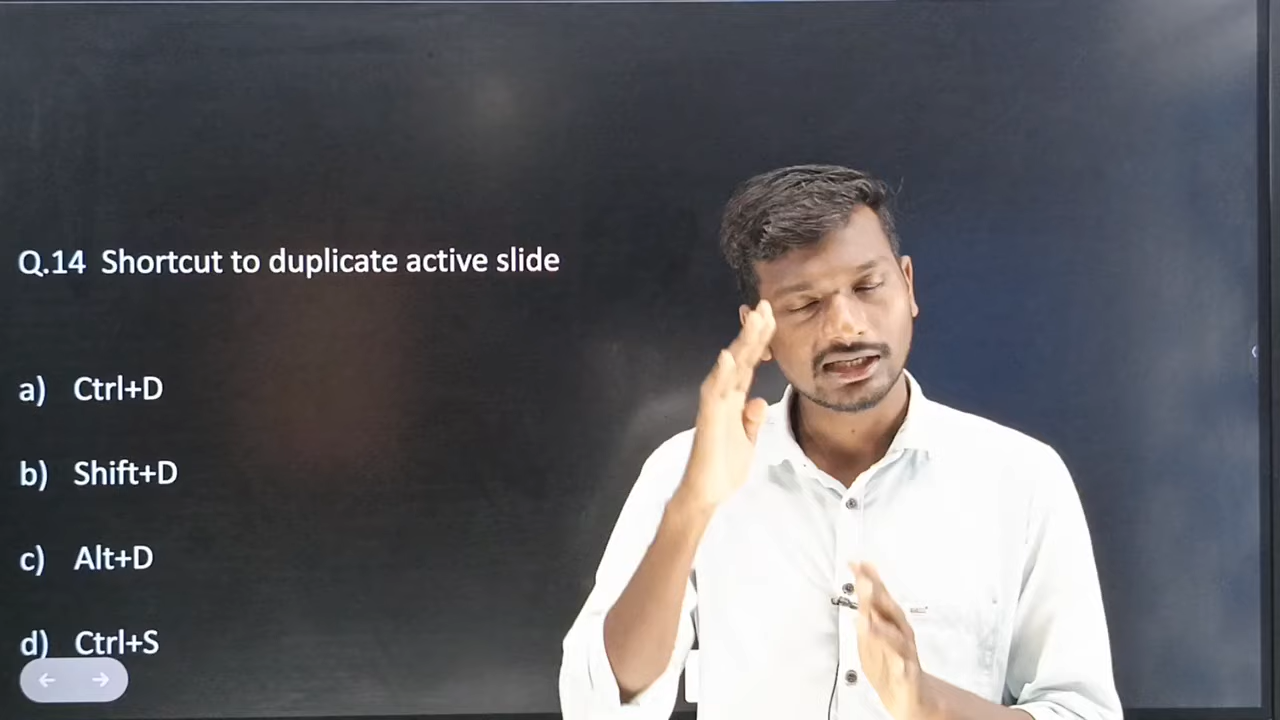 Q.14 Shortcut to duplicate active slide
a) Ctrl+D
b) Shift+D
c) Alt+D
d) Ctrl+S